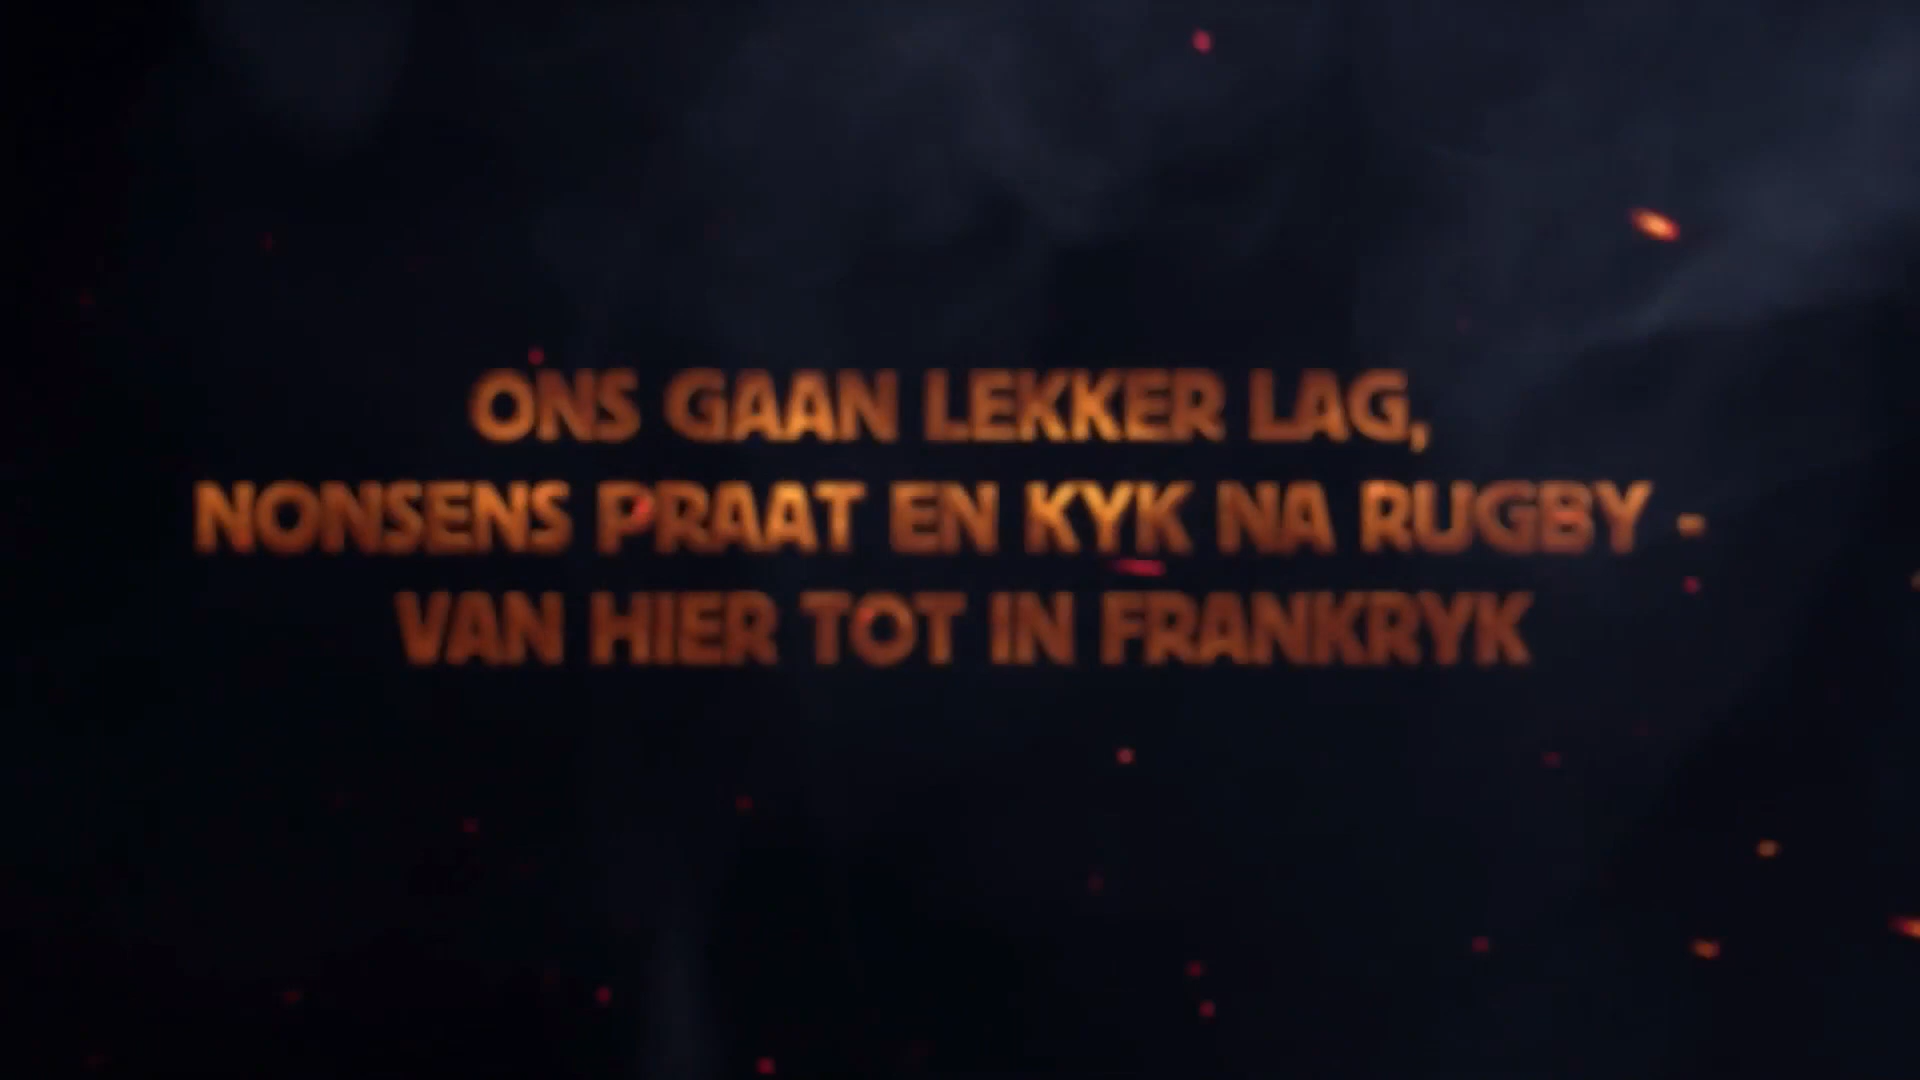 ONS GAAN LEKKER LAG,
NONSENS PRAAT EN KYK NA RUGBY -
VAN HIER TOT IN FRANKRYK